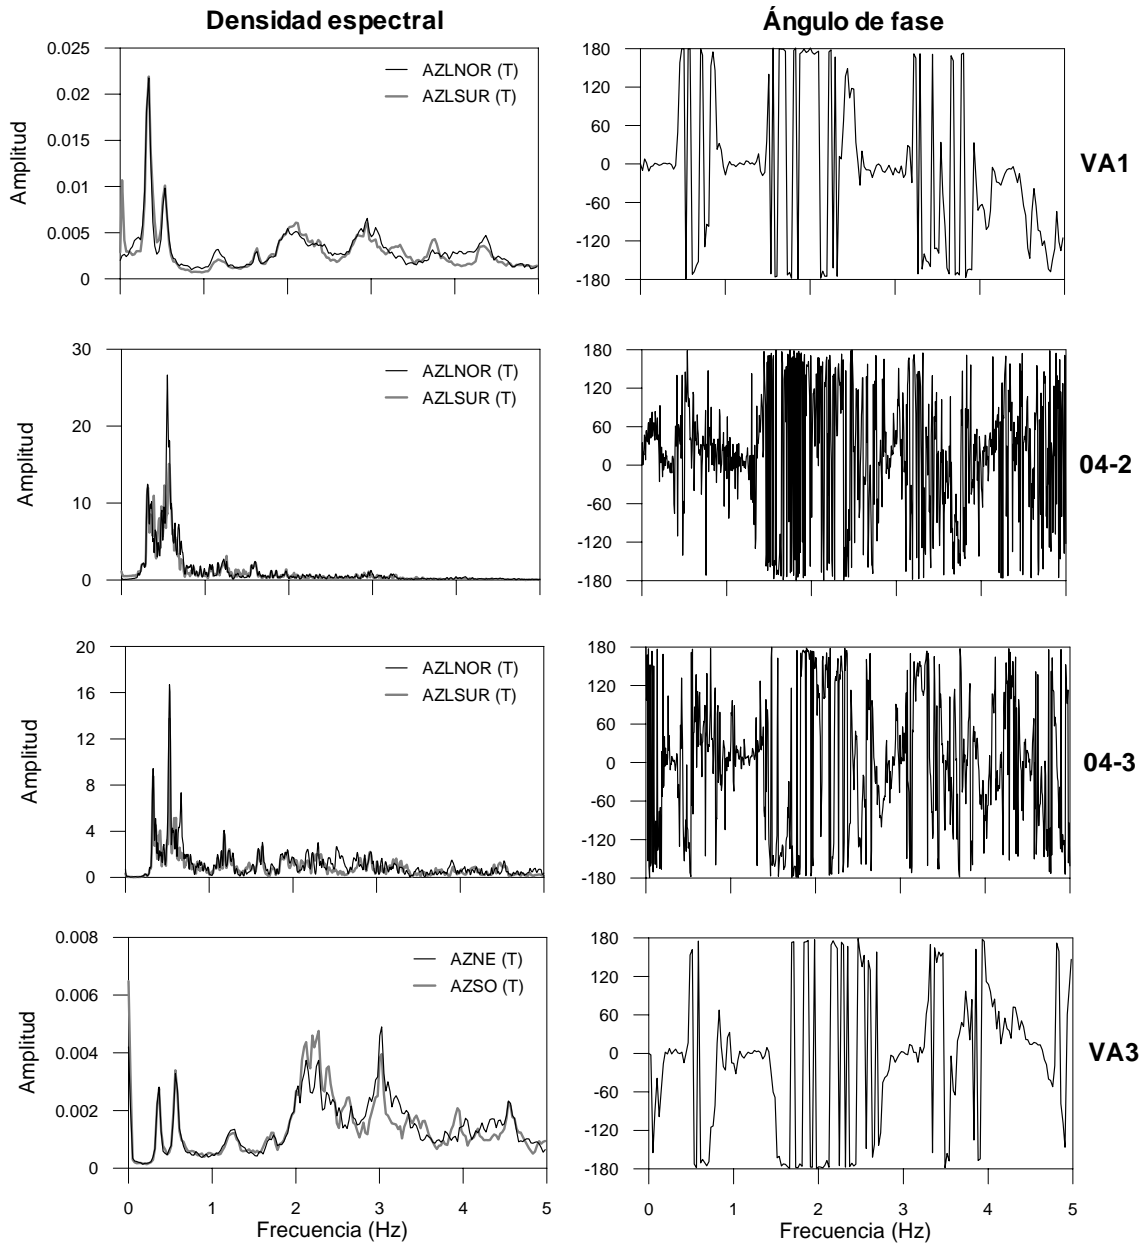 Densidad espectral
Ángulo de fase
Amplitud
0.025
0.02
0.015
0.01
0.005
0
AZLNOR (T)
AZLSUR (T)
180
120
60
0
-60
-120
-180
VA1
Amplitud
30
20
10
0
AZLNOR (T)
AZLSUR (T)
180
120
60
0
-60
-120
-180
04-2
Amplitud
20
16
12
8
4
0
AZLNOR (T)
AZLSUR (T)
180
120
60
0
-60
-120
-180
04-3
Amplitud
0.008
0.006
0.004
0.002
0
AZNE (T)
AZSO (T)
0 1 2 3 4 5
Frecuencia (Hz)
180
120
60
0
-60
-120
-180
0 1 2 3 4 5
Frecuencia (Hz)
VA3